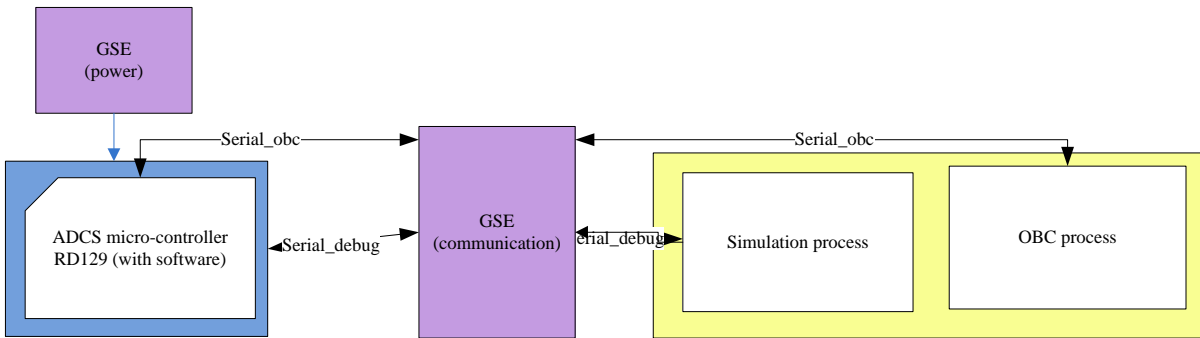 GSE
(power)
Serial_obc
Serial_obc
ADCS micro-controller
RD129 (with software)
Serial_debug
GSE
(communication)
erial_debug
Simulation process
OBC process